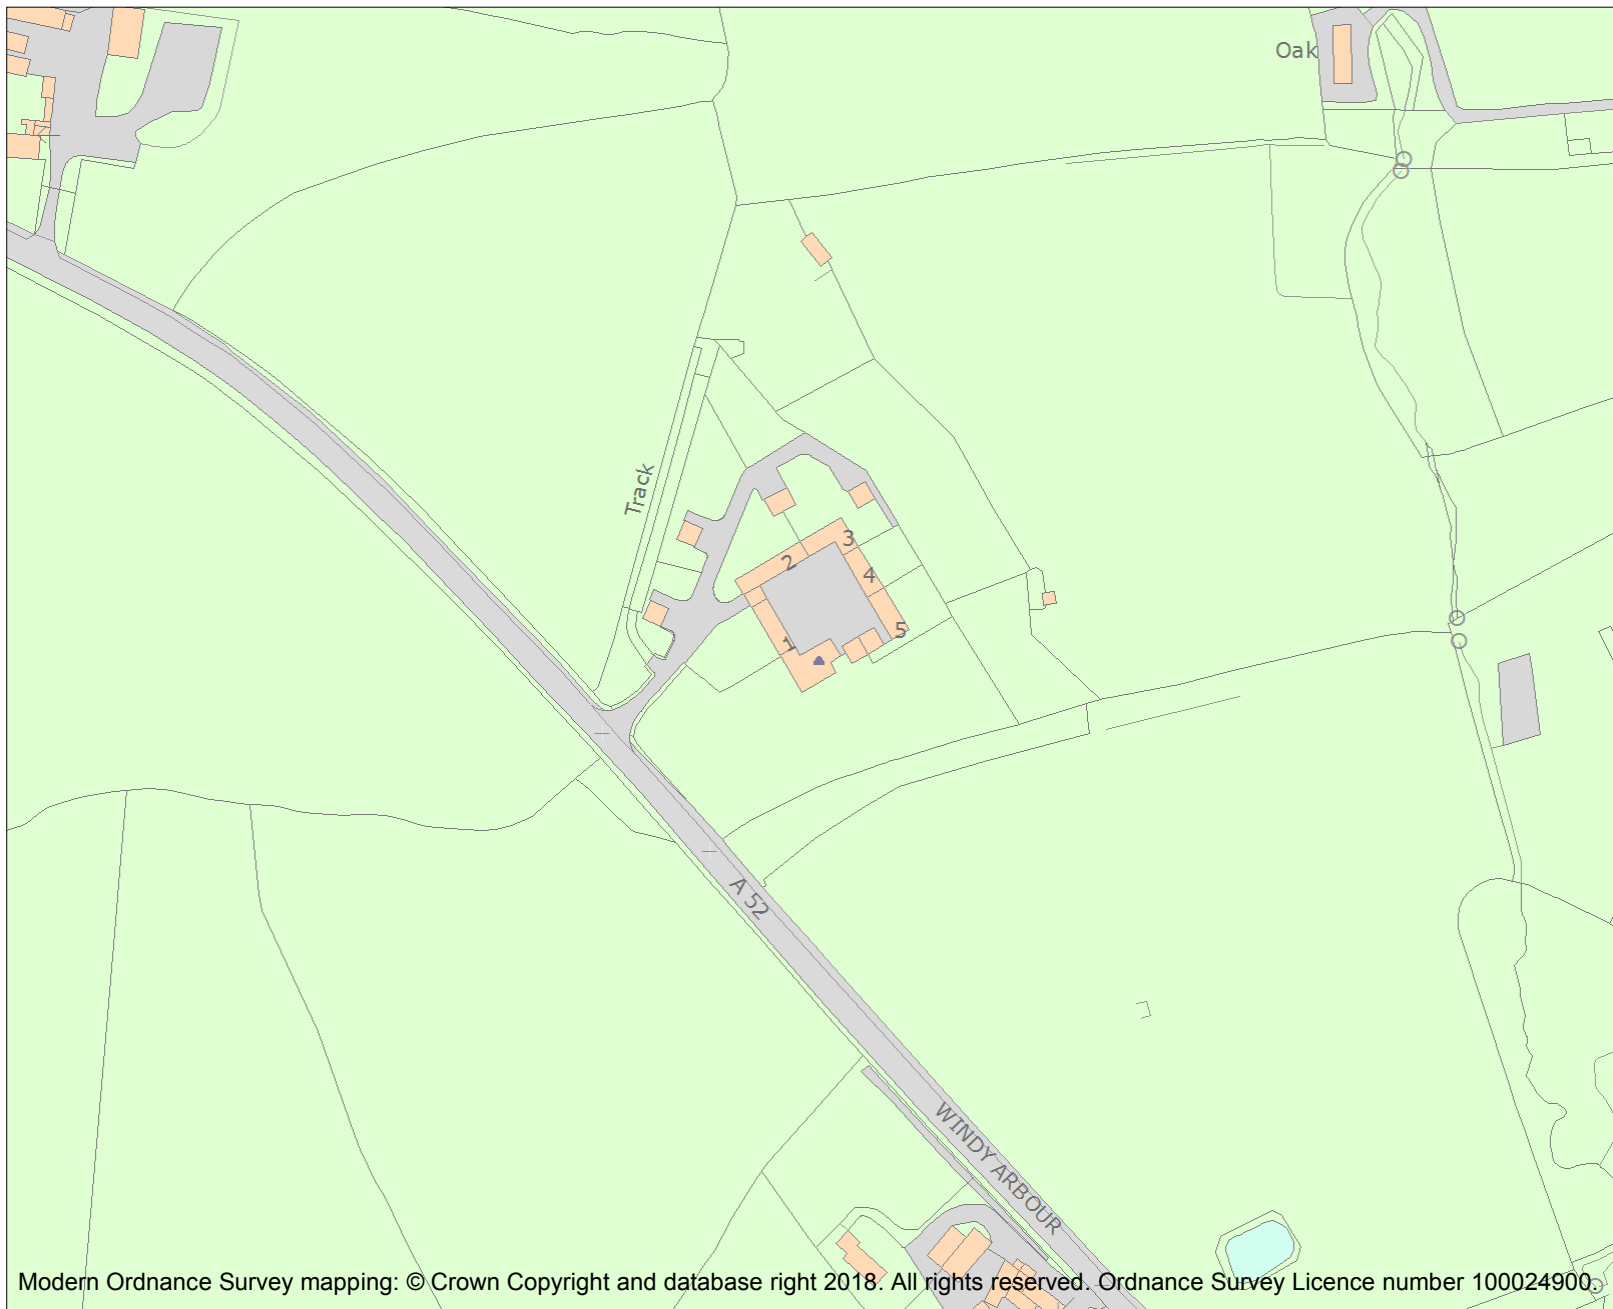 Oak
Track
3
2
4
5
1
A 52
WINDY ARBOUR
Modern Ordnance Survey mapping: © Crown Copyright and database right 2018. All rights reserved. Ordnance Survey Licence number 100024900.